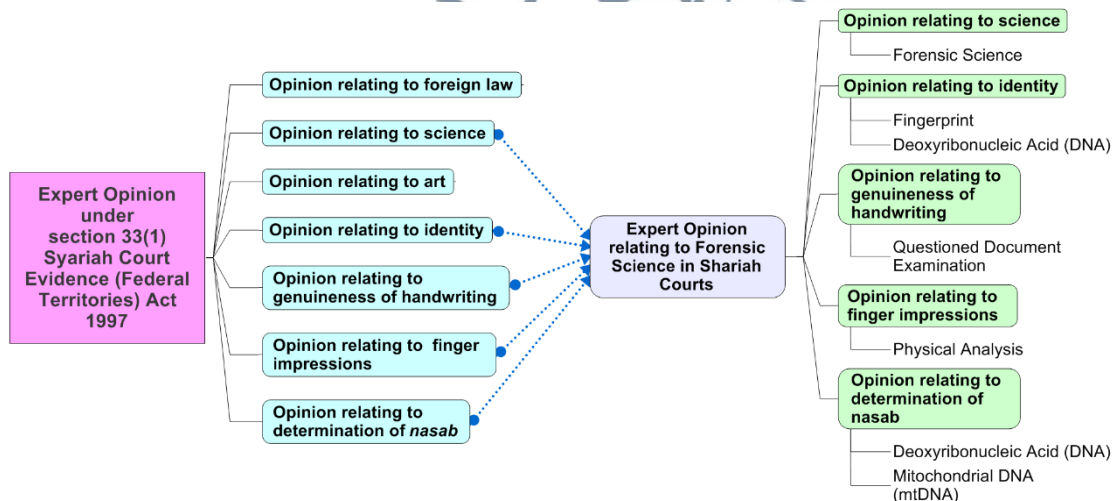 Expert Opinion
under
section 33(1)
Syariah Court
Evidence (Federal
Territories) Act
1997
Opinion relating to foreign law
Opinion relating to science
Opinion relating to art
Opinion relating to identity
Opinion relating to
genuineness of handwriting
Opinion relating to finger
impressions
Opinion relating to
determination of nasab
Expert Opinion
relating to Forensic
Science in Shariah
Courts
Opinion relating to science
Forensic Science
Opinion relating to identity
Fingerprint
Deoxyribonucleic Acid (DNA)
Opinion relating to
genuineness of
handwriting
Questioned Document
Examination
Opinion relating to
finger impressions
Physical Analysis
Opinion relating to
determination of
nasab
Deoxyribonucleic Acid (DNA)
Mitochondrial DNA
(mtDNA)